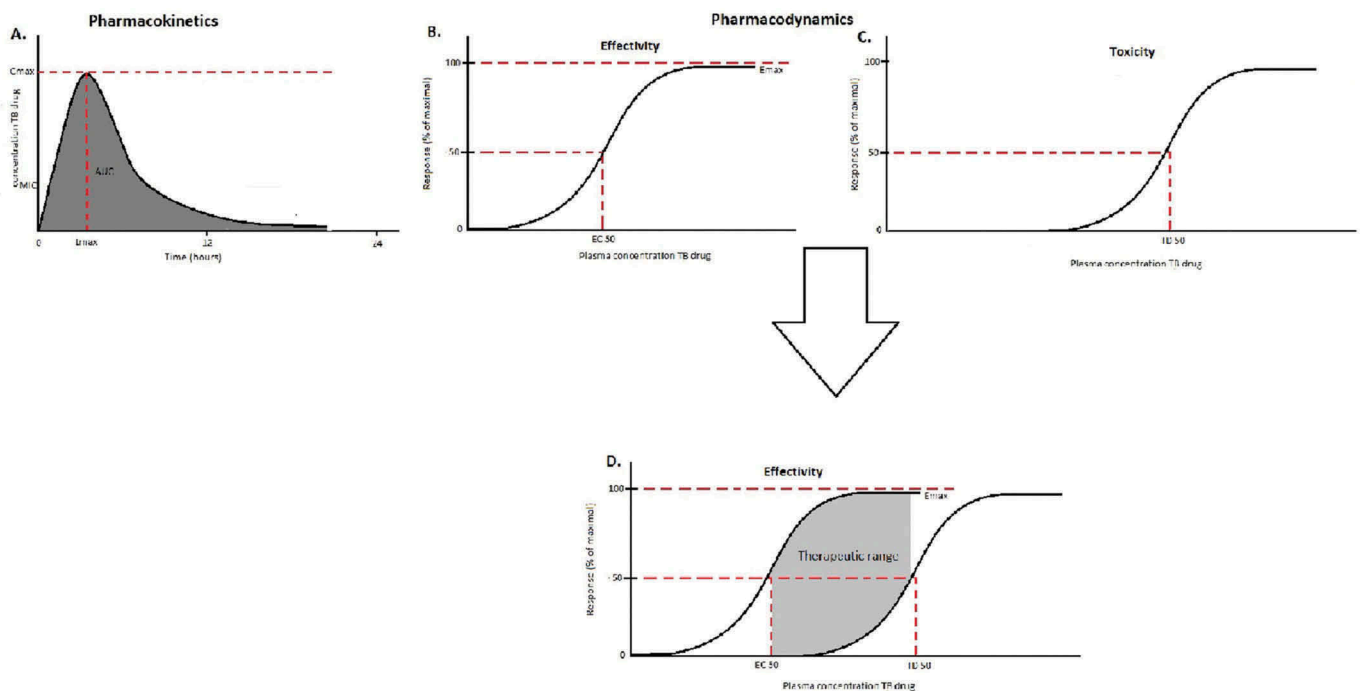 Pharmacokinetics
Pharmacodynamics
A.
Cmax
concentration TB drug
MIC
AUC
0
tmax
12
24
Time (hours)
B.
Effectivity
100
Emax
Response (% of maximal)
50
0
EC 50
Plasma concentration TB drug
C.
Toxicity
100
Response (% of maximal)
50
0
TD 50
Plasma concentration TB drug
D.
Effectivity
100
Emax
Response (% of maximal)
Therapeutic range
50
0
EC 50
TD 50
Plasma concentration TB drug